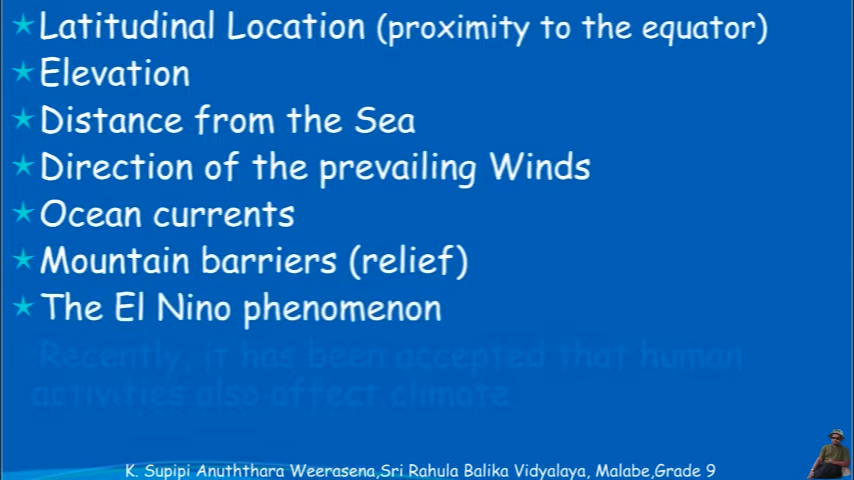 Latitudinal Location (proximity to the equator)
Elevation
Distance from the Sea
Direction of the prevailing Winds
Ocean currents
Mountain barriers (relief)
The El Nino phenomenon
Recently, it has been accepted that human
activities also affect climate
K. Supipi Anuththara Weerasena,Sri Rahula Balika Vidyalaya, Malabe,Grade 9